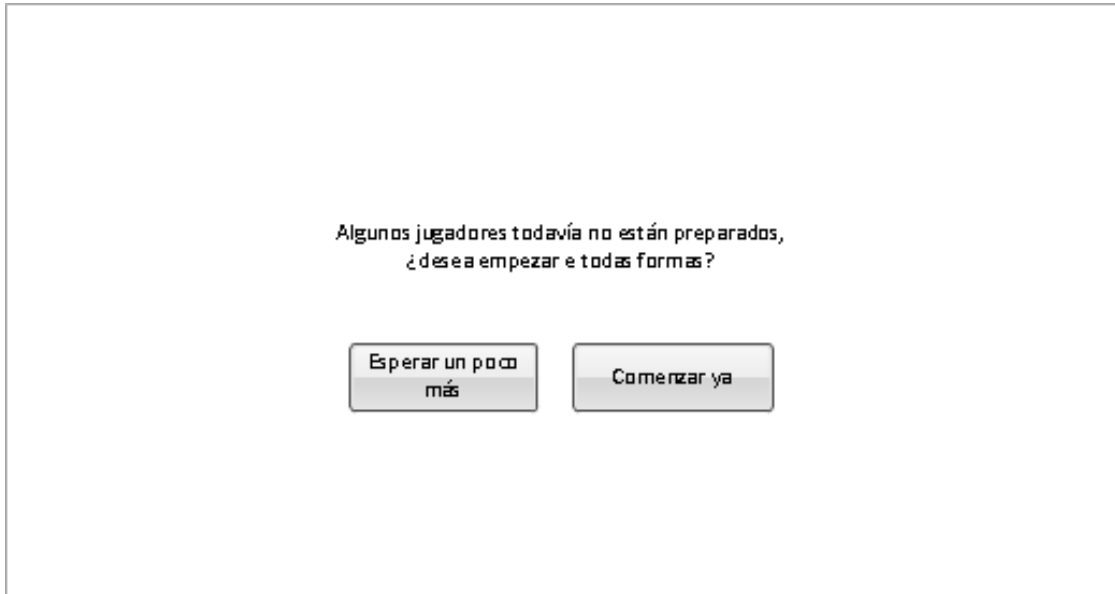 Algunos jugadores todavía no están preparados,
¿desea empezar e todas formas?
Esperar un poco
más
Comenzar ya